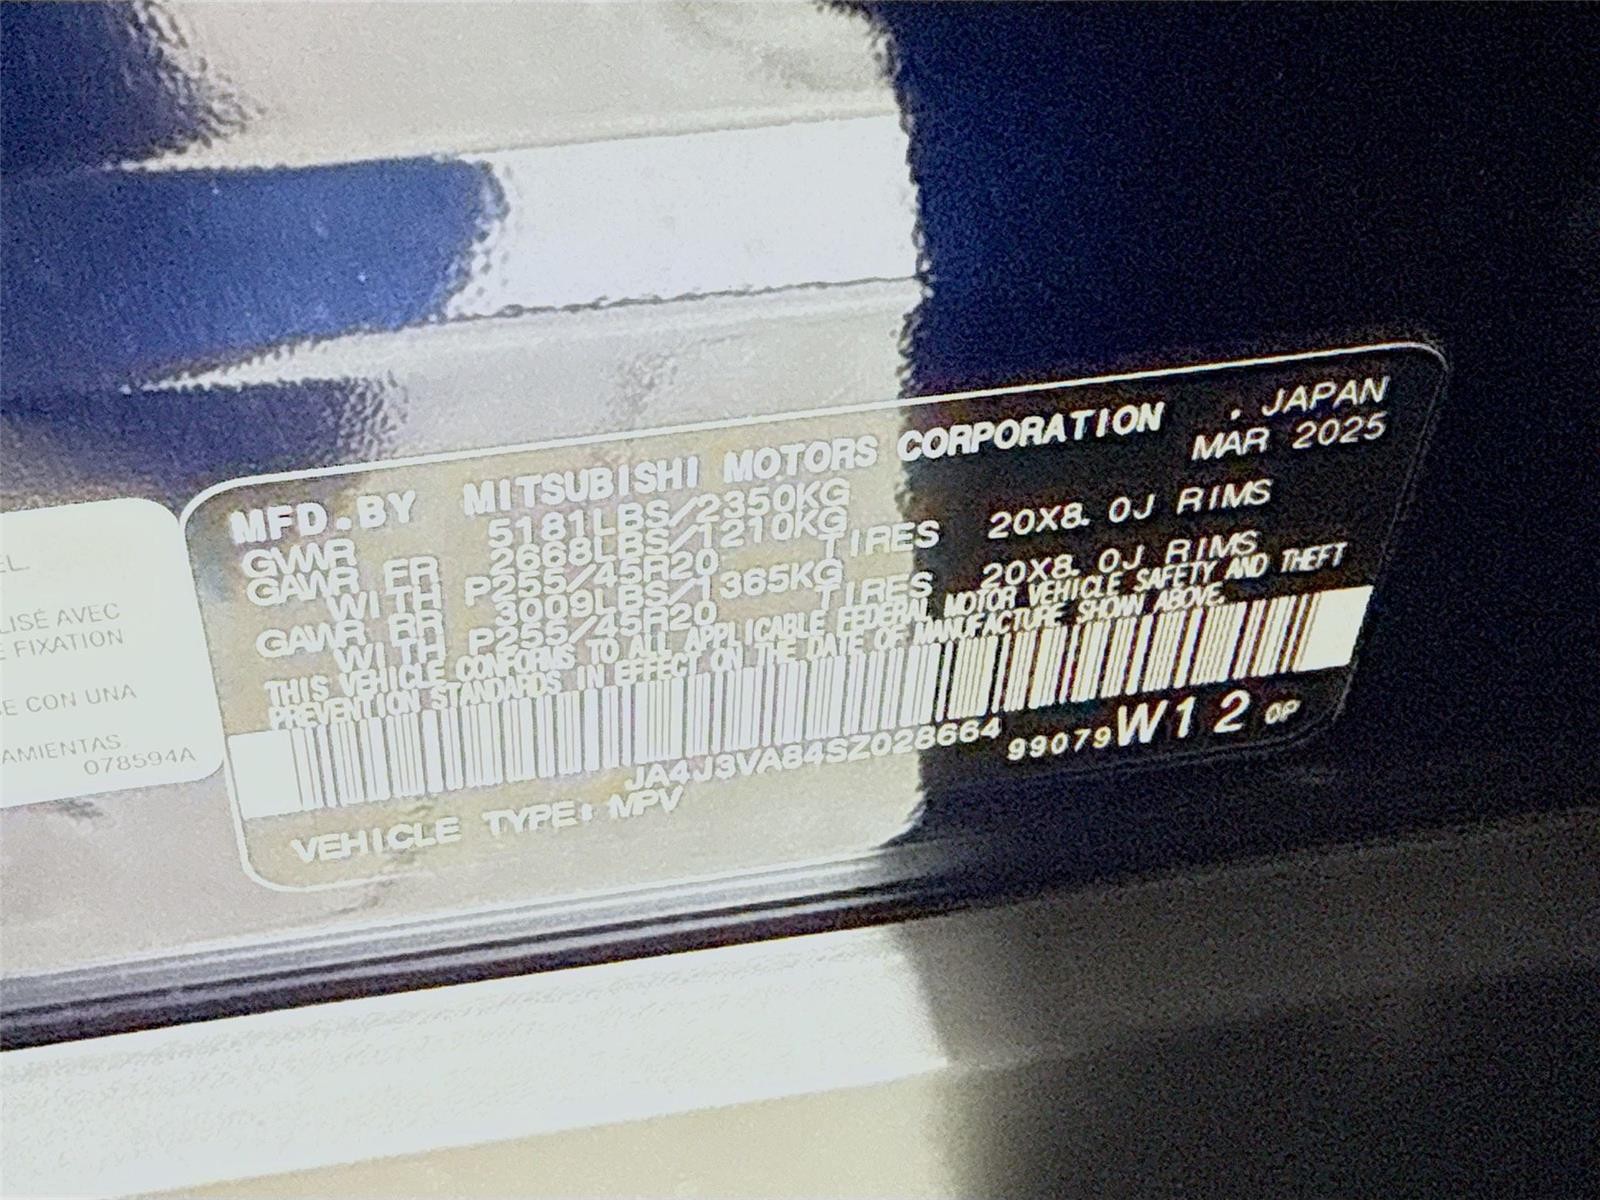 MFD.BY MITSUBISHI MOTORS CORPORATION . JAPAN
MAR 2025
GVWR 5181LBS/2350KG
GAWR FR 2668LBS/1210KG
WITH P255/45R20 TIRES 20X8.0J RIMS
GAWR RR 3009LBS/1365KG
WITH P255/45R20 TIRES 20X8.0J RIMS
THIS VEHICLE CONFORMS TO ALL APPLICABLE FEDERAL MOTOR VEHICLE SAFETY AND THEFT
PREVENTION STANDARDS IN EFFECT ON THE DATE OF MANUFACTURE SHOWN ABOVE.
JA4J3VA84SZ028664 99079W12 OP
VEHICLE TYPE: MPV
EL
LISÉ AVEC
E FIXATION
SE CON UNA
AMIENTAS.
078594A